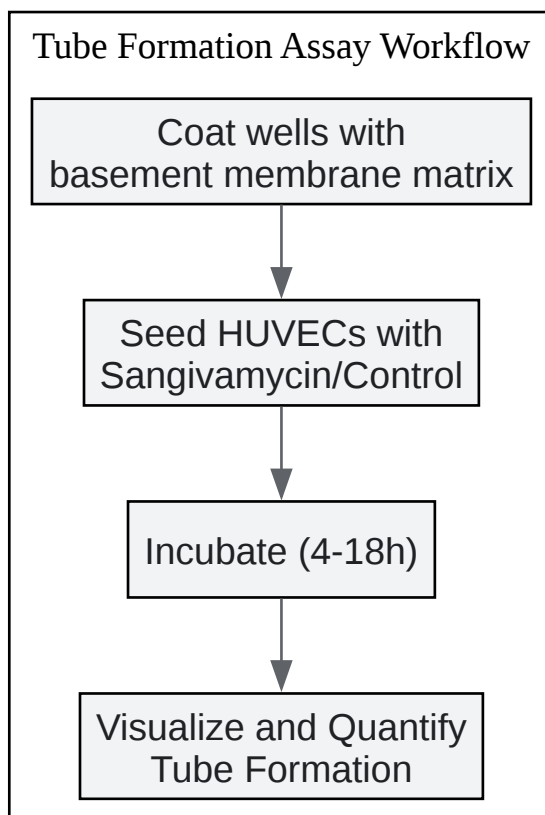 Tube Formation Assay Workflow
Coat wells with
basement membrane matrix
Seed HUVECs with
Sangivamycin/Control
Incubate (4-18h)
Visualize and Quantify
Tube Formation